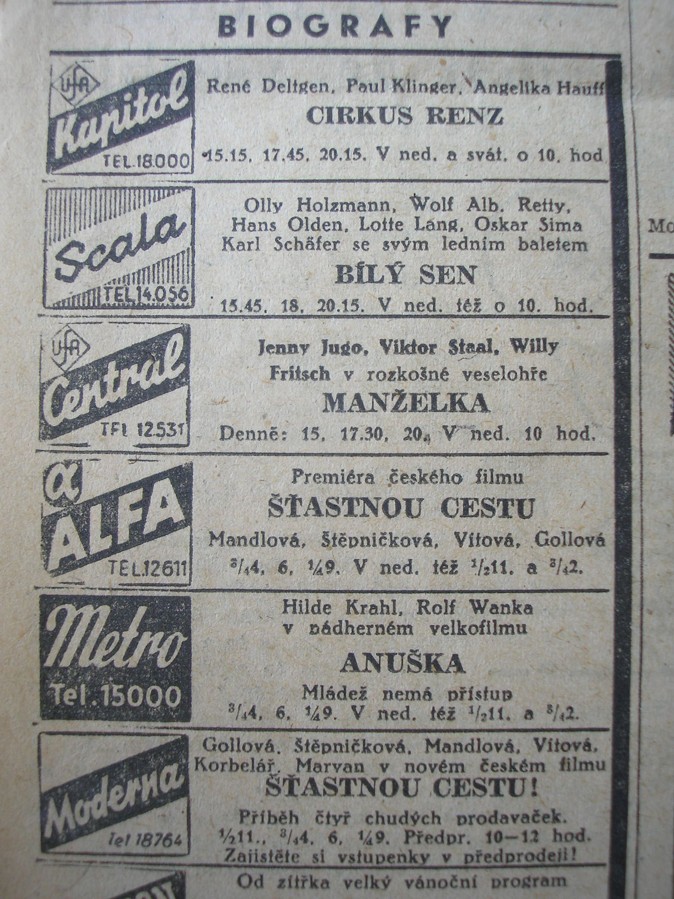 BIOGRAFY
UFA
Kapitol
TEL.18000
René Deltgen, Paul Klinger, Angelika Hauff
CIRKUS RENZ
15.15, 17.45, 20.15. V ned. a svát. o 10. hod
Scala
TEL.14.056
Olly Holzmann, Wolf Alb. Retty,
Hans Olden, Lotte Lang, Oskar Sima
Karl Schäfer se svým ledním baletem
BÍLÝ SEN
15.45, 18, 20.15. V ned. též o 10. hod.
UFA
Central
TEL 12.531
Jenny Jugo, Viktor Staal, Willy
Fritsch v rozkošné veselohře
MANŽELKA
Denně: 15, 17.30, 20, V ned. 10 hod.
α
ALFA
TEL.12611
Premiéra českého filmu
ŠŤASTNOU CESTU
Mandlová, Štěpničková, Vítová, Gollová
¾4, 6, ¼9. V ned. též ½11. a ¾2.
Metro
Tel.15000
Hilde Krahl, Rolf Wanka
v nádherném velkofilmu
ANUŠKA
Mládež nemá přístup
¾4, 6, ¼9. V ned. též ½11. a ¾2.
Moderna
Tel 18764
Gollová, Štěpničková, Mandlová, Vítová,
Korbelář, Marvan v novém českém filmu
ŠŤASTNOU CESTU!
Příběh čtyř chudých prodavaček.
½11., ¾4, 6, ¼9. Předpr. 10—12 hod.
Zajistěte si vstupenky v předprodeji!
Od zítřka velký vánoční program
Mo